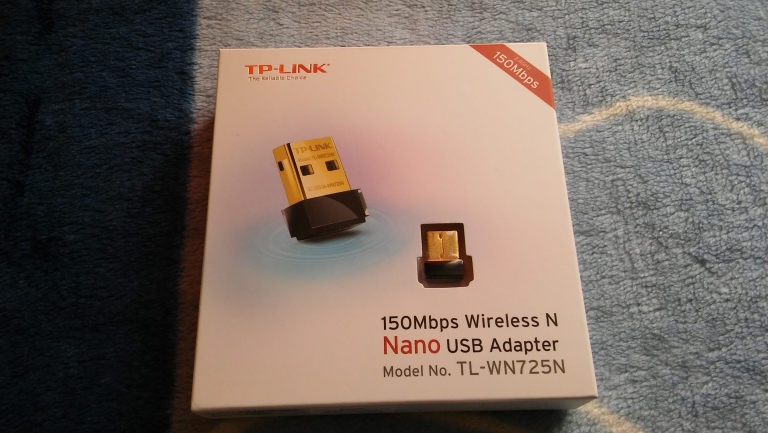 TP-LINK®
The Reliable Choice
150Mbps
TP-LINK
150Mbps Wireless N
Nano USB Adapter
Model No. TL-WN725N